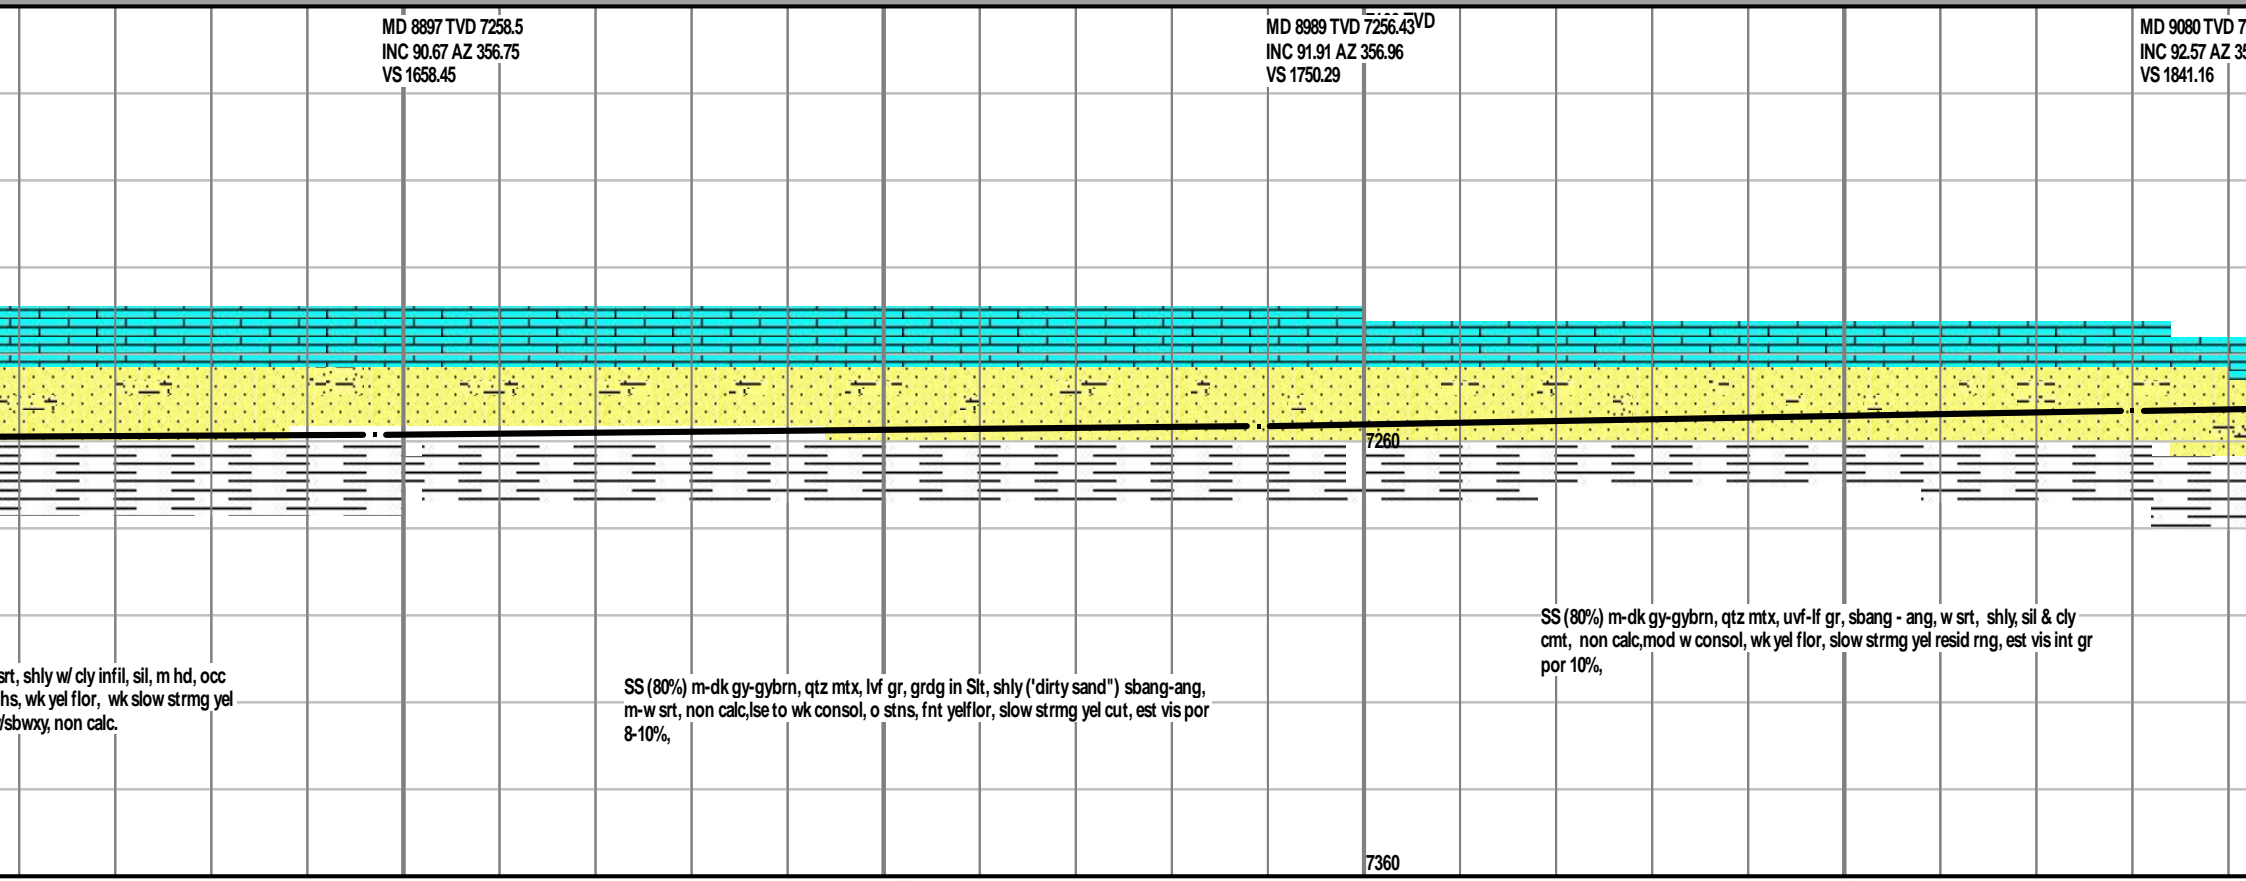 MD 8897 TVD 7258.5
INC 90.67 AZ 356.75
VS 1658.45
TVD
MD 8989 TVD 7256.43
INC 91.91 AZ 356.96
VS 1750.29
MD 9080 TVD 7
INC 92.57 AZ 35
VS 1841.16
7260
SS (80%) m-dk gy-gybrn, qtz mtx, uvf-lf gr, sbang - ang, w srt, shly, sil & cly
cmt, non calc,mod w consol, wk yel flor, slow strmg yel resid rng, est vis int gr
por 10%,
srt, shly w/ cly infil, sil, m hd, occ
hs, wk yel flor, wk slow strmg yel
/sbwxy, non calc.
SS (80%) m-dk gy-gybrn, qtz mtx, lvf gr, grdg in Slt, shly ('dirty sand") sbang-ang,
m-w srt, non calc,lse to wk consol, o stns, fnt yelflor, slow strmg yel cut, est vis por
8-10%,
7360